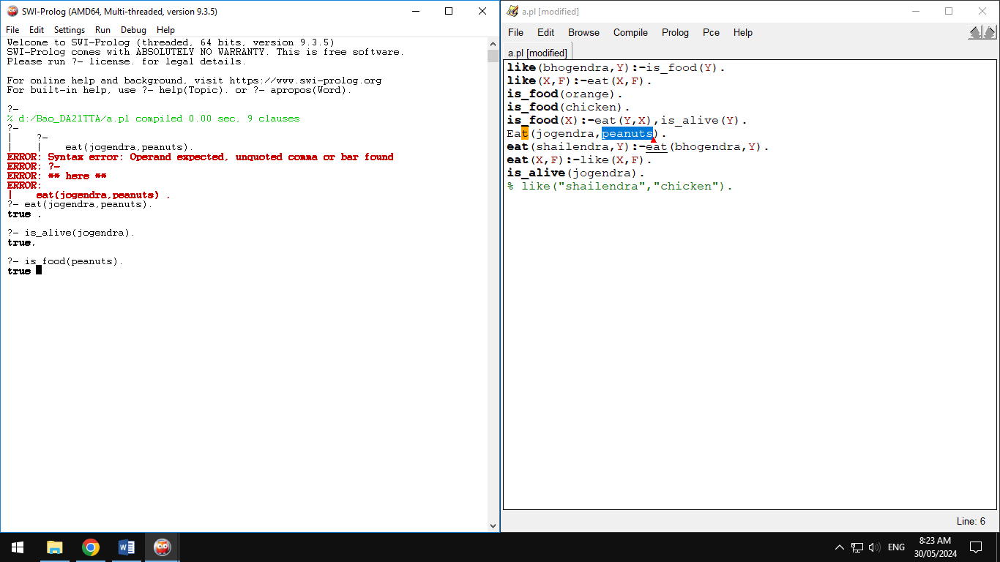 SWI-Prolog (AMD64, Multi-threaded, version 9.3.5)
File Edit Settings Run Debug Help
Welcome to SWI-Prolog (threaded, 64 bits, version 9.3.5)
SWI-Prolog comes with ABSOLUTELY NO WARRANTY. This is free software.
Please run ?- license. for legal details.
For online help and background, visit https://www.swi-prolog.org
For built-in help, use ?- help(Topic). or ?- apropos(Word).
?-
% d:/Bao_DA21TTA/a.pl compiled 0.00 sec, 9 clauses
?-
| ?-
| | eat(jogendra,peanuts).
ERROR: Syntax error: Operand expected, unquoted comma or bar found
ERROR: ?-
ERROR: ** here **
ERROR:
| eat(jogendra,peanuts) .
?- eat(jogendra,peanuts).
true .
?- is_alive(jogendra).
true.
?- is_food(peanuts).
true
a.pl [modified]
File Edit Browse Compile Prolog Pce Help
a.pl [modified]
like(bhogendra,Y):-is_food(Y).
like(X,F):-eat(X,F).
is_food(orange).
is_food(chicken).
is_food(X):-eat(Y,X),is_alive(Y).
Eat(jogendra,peanuts).
eat(shailendra,Y):-eat(bhogendra,Y).
eat(X,F):-like(X,F).
is_alive(jogendra).
% like("shailendra","chicken").
Line: 6
ENG
8:23 AM
30/05/2024